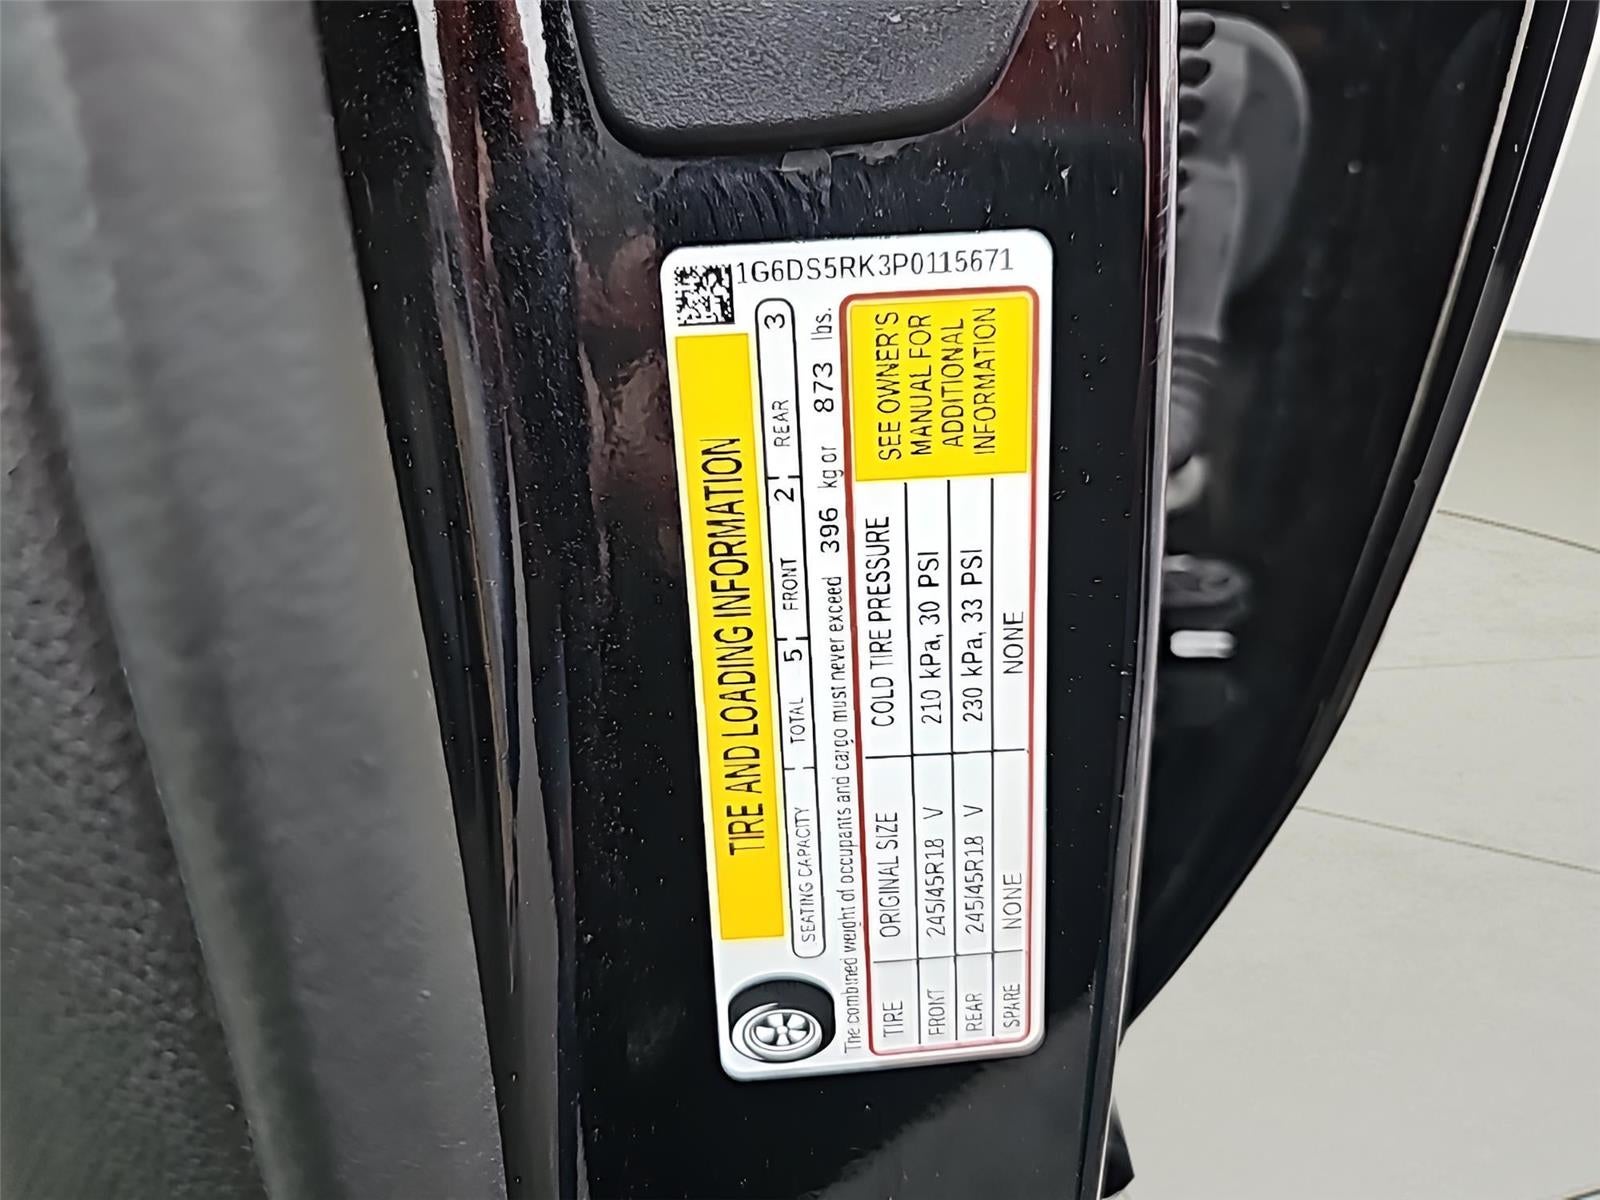 1G6DS5RK3P0115671
TIRE AND LOADING INFORMATION
SEATING CAPACITY TOTAL 5 FRONT 2 REAR 3
The combined weight of occupants and cargo must never exceed 396 kg or 873 lbs.
TIRE ORIGINAL SIZE COLD TIRE PRESSURE
FRONT 245/45R18 V 210 kPa, 30 PSI
REAR 245/45R18 V 230 kPa, 33 PSI
SPARE NONE NONE
SEE OWNER'S
MANUAL FOR
ADDITIONAL
INFORMATION